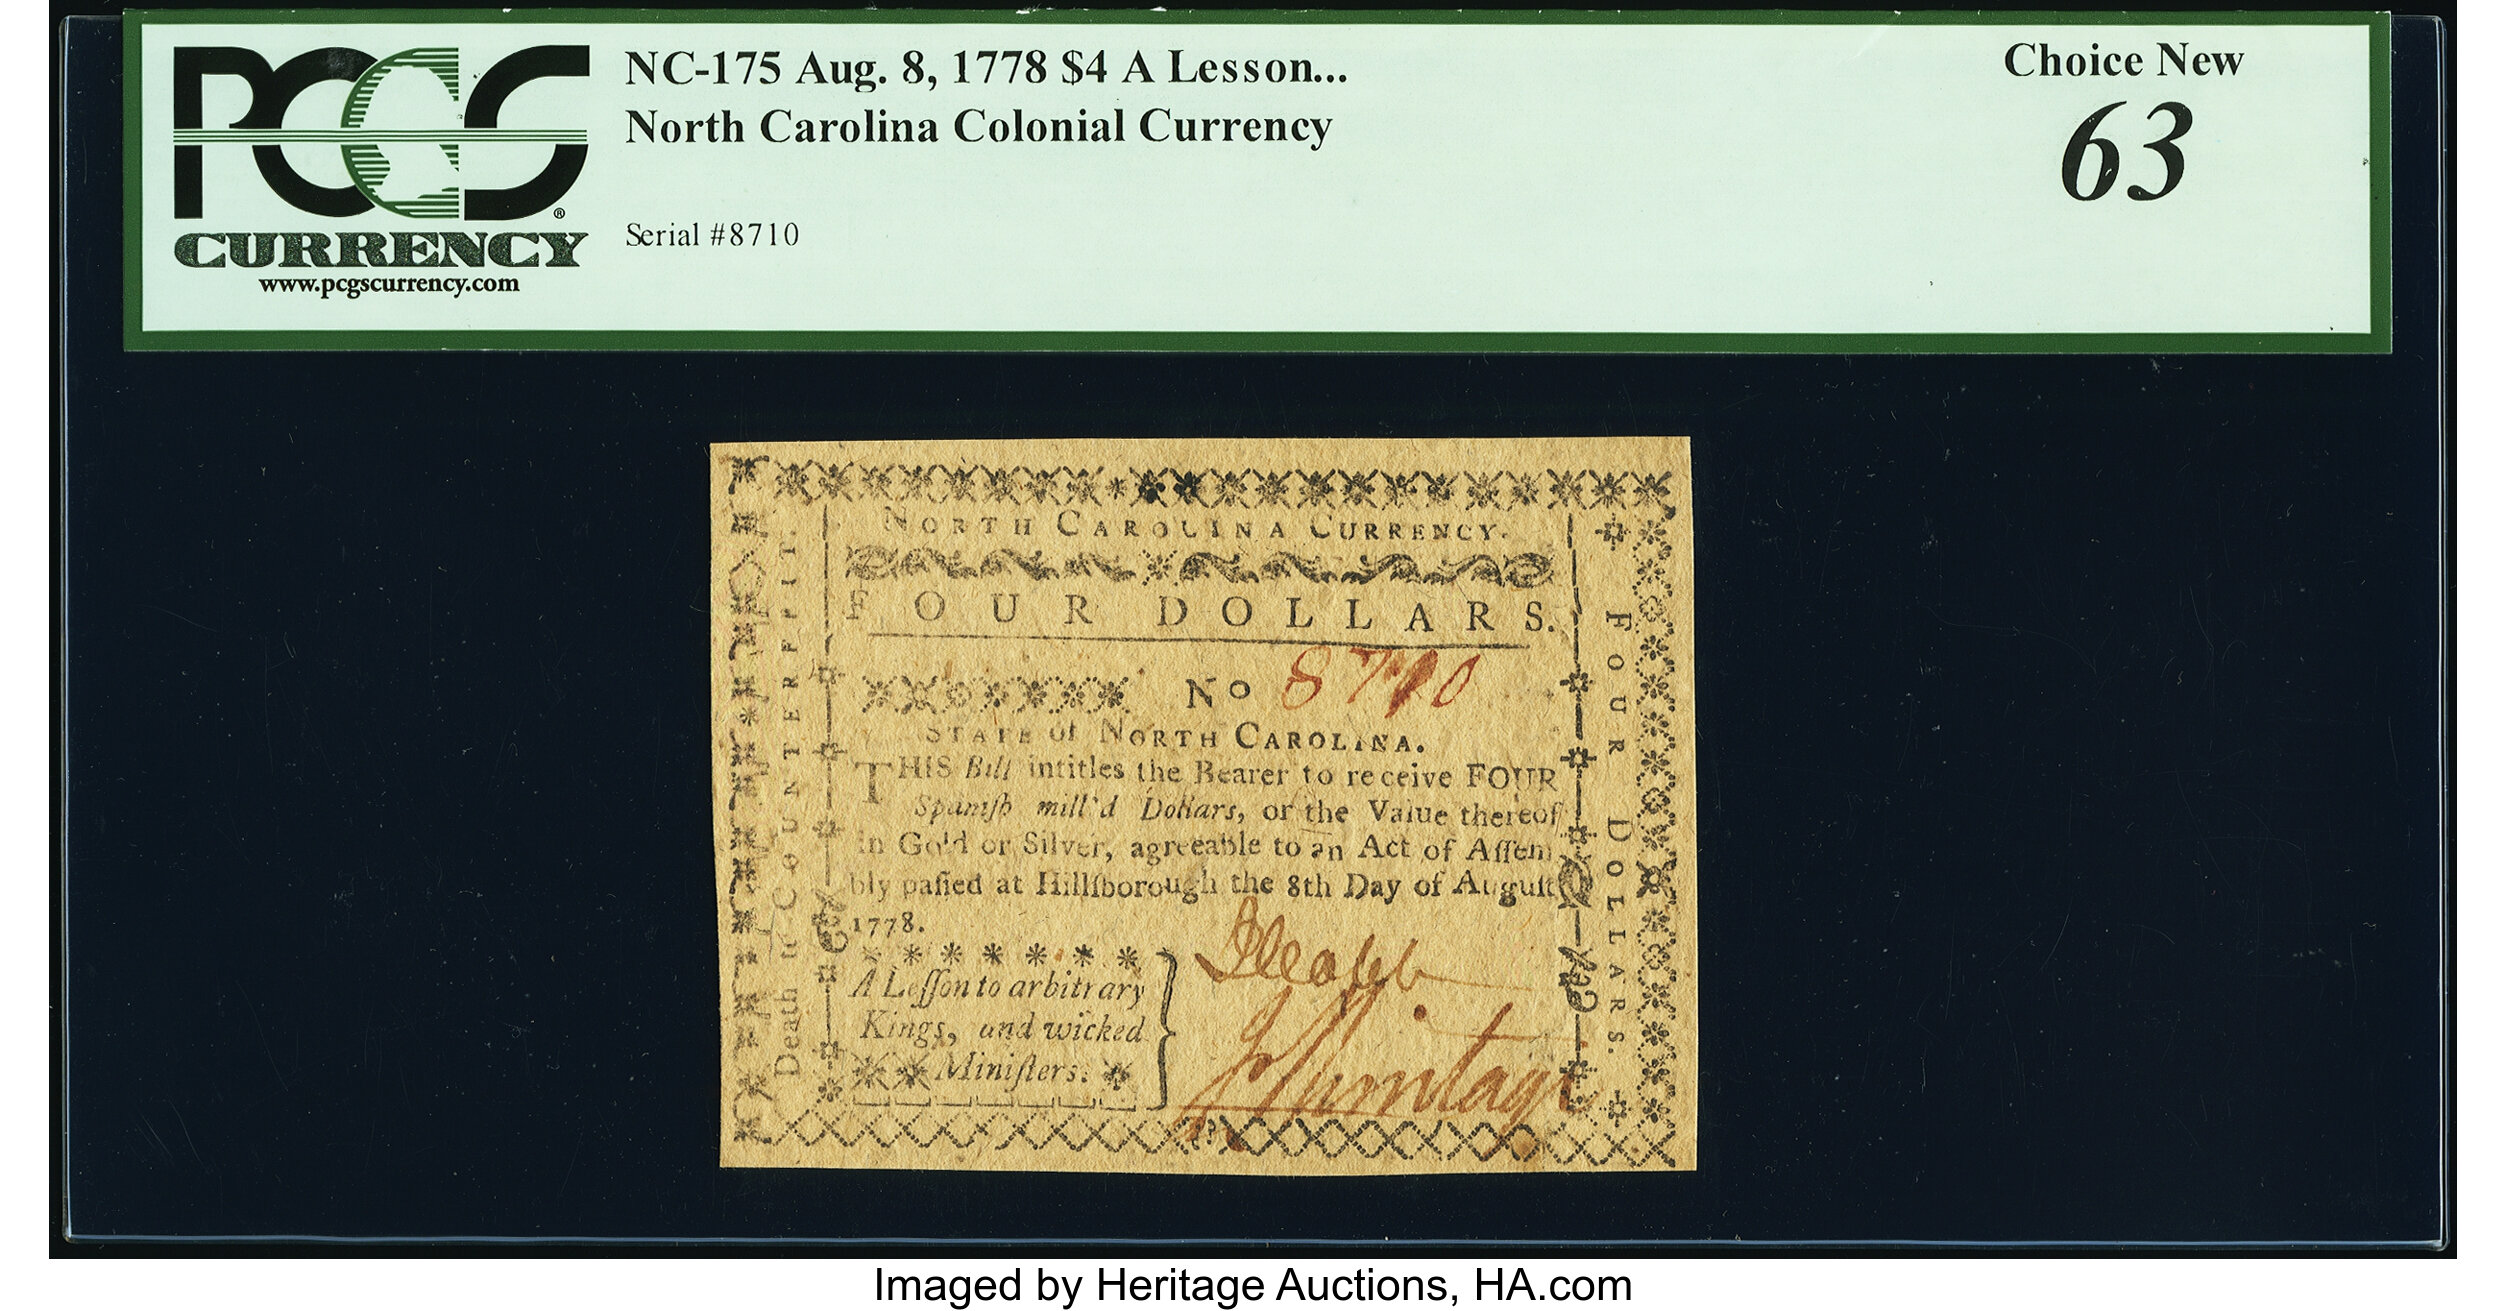 PCGS
CURRENCY
www.pcgscurrency.com
NC-175 Aug. 8, 1778 $4 A Lesson...
North Carolina Colonial Currency
Serial #8710
Choice New
63
NORTH CAROLINA CURRENCY.
FOUR DOLLARS.
No 8710
STATE of NORTH CAROLINA.
THIS Bill intitles the Bearer to receive FOUR
Spaniſh mill'd Dollars, or the Value thereof
in Gold or Silver, agreeable to an Act of Aſſem
bly paſſed at Hillſborough the 8th Day of Auguſt
1778.
A Leſſon to arbitrary
Kings, and wicked
Miniſters.
Death to COUNTERFEIT.
FOUR DOLLARS.
Imaged by Heritage Auctions, HA.com